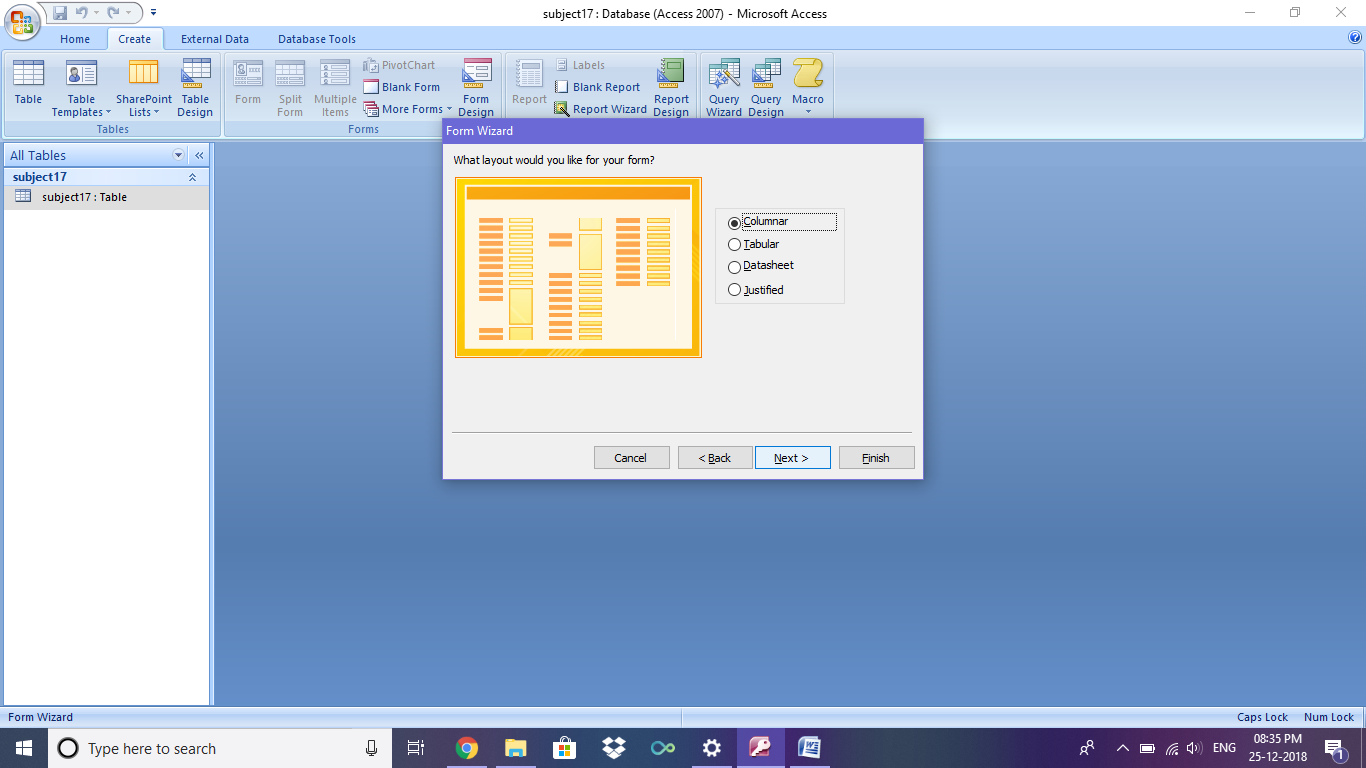 subject17 : Database (Access 2007) - Microsoft Access
Home Create External Data Database Tools
Table
Table Templates
SharePoint Lists
Table Design
Tables
Form
Split Form
Multiple Items
PivotChart
Blank Form
More Forms
Form Design
Forms
Report
Labels
Blank Report
Report Wizard
Report Design
Query Wizard
Query Design
Macro
All Tables
subject17
subject17 : Table
Form Wizard
What layout would you like for your form?
Columnar
Tabular
Datasheet
Justified
Cancel < Back Next > Finish
Form Wizard Caps Lock Num Lock
Type here to search
ENG
08:35 PM
25-12-2018
1